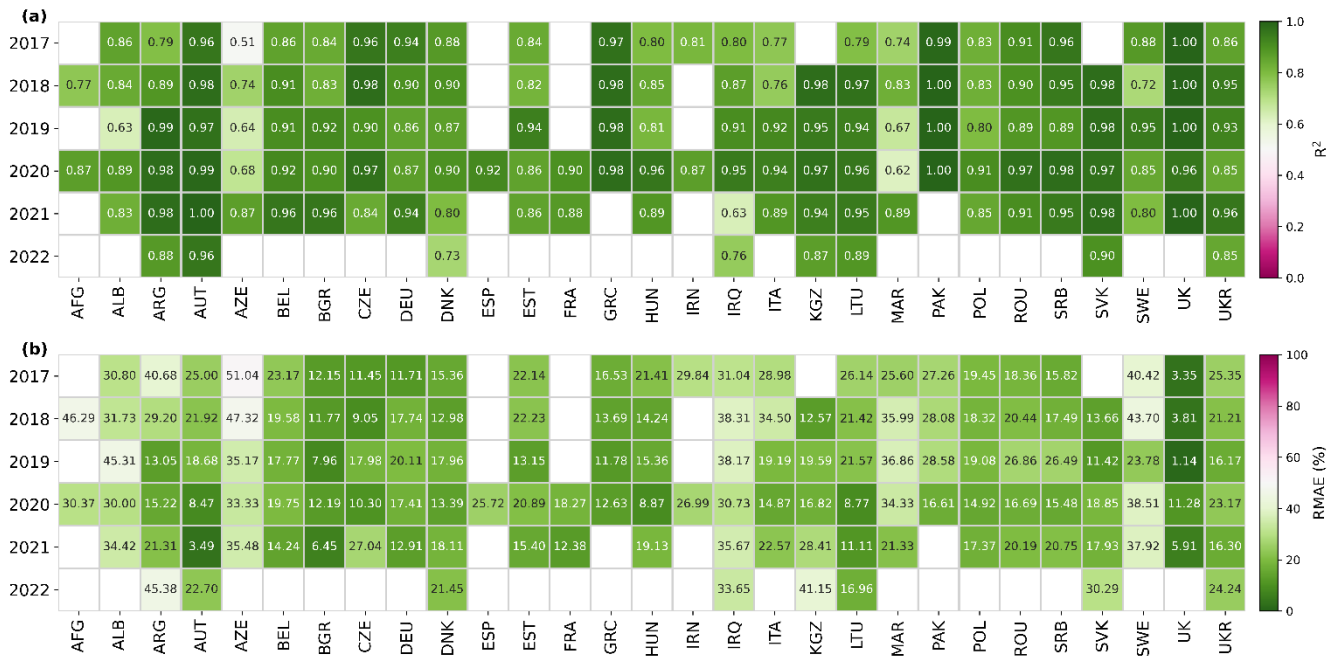 (a)
2017 0.86 0.79 0.96 0.51 0.86 0.84 0.96 0.94 0.88 0.84 0.97 0.80 0.81 0.80 0.77 0.79 0.74 0.99 0.83 0.91 0.96 0.88 1.00 0.86
2018 0.77 0.84 0.89 0.98 0.74 0.91 0.83 0.98 0.90 0.90 0.82 0.98 0.85 0.87 0.76 0.98 0.97 0.83 1.00 0.83 0.90 0.95 0.98 0.72 1.00 0.95
2019 0.63 0.99 0.97 0.64 0.91 0.92 0.90 0.86 0.87 0.94 0.98 0.81 0.91 0.92 0.95 0.94 0.67 1.00 0.80 0.89 0.89 0.98 0.95 1.00 0.93
2020 0.87 0.89 0.98 0.99 0.68 0.92 0.90 0.97 0.87 0.90 0.92 0.86 0.90 0.98 0.96 0.87 0.95 0.94 0.97 0.96 0.62 1.00 0.91 0.97 0.98 0.97 0.85 0.96 0.85
2021 0.83 0.98 1.00 0.87 0.96 0.96 0.84 0.94 0.80 0.86 0.88 0.89 0.63 0.89 0.94 0.95 0.89 0.85 0.91 0.95 0.98 0.80 1.00 0.96
2022 0.88 0.96 0.73 0.76 0.87 0.89 0.90 0.85
AFG ALB ARG AUT AZE BEL BGR CZE DEU DNK ESP EST FRA GRC HUN IRN IRQ ITA KGZ LTU MAR PAK POL ROU SRB SVK SWE UK UKR
1.0
0.8
0.6
0.4
0.2
0.0
R²
(b)
2017 30.80 40.68 25.00 51.04 23.17 12.15 11.45 11.71 15.36 22.14 16.53 21.41 29.84 31.04 28.98 26.14 25.60 27.26 19.45 18.36 15.82 40.42 3.35 25.35
2018 46.29 31.73 29.20 21.92 47.32 19.58 11.77 9.05 17.74 12.98 22.23 13.69 14.24 38.31 34.50 12.57 21.42 35.99 28.08 18.32 20.44 17.49 13.66 43.70 3.81 21.21
2019 45.31 13.05 18.68 35.17 17.77 7.96 17.98 20.11 17.96 13.15 11.78 15.36 38.17 19.19 19.59 21.57 36.86 28.58 19.08 26.86 26.49 11.42 23.78 1.14 16.17
2020 30.37 30.00 15.22 8.47 33.33 19.75 12.19 10.30 17.41 13.39 25.72 20.89 18.27 12.63 8.87 26.99 30.73 14.87 16.82 8.77 34.33 16.61 14.92 16.69 15.48 18.85 38.51 11.28 23.17
2021 34.42 21.31 3.49 35.48 14.24 6.45 27.04 12.91 18.11 15.40 12.38 19.13 35.67 22.57 28.41 11.11 21.33 17.37 20.19 20.75 17.93 37.92 5.91 16.30
2022 45.38 22.70 21.45 33.65 41.15 16.96 30.29 24.24
AFG ALB ARG AUT AZE BEL BGR CZE DEU DNK ESP EST FRA GRC HUN IRN IRQ ITA KGZ LTU MAR PAK POL ROU SRB SVK SWE UK UKR
100
80
60
40
20
0
RMAE (%)